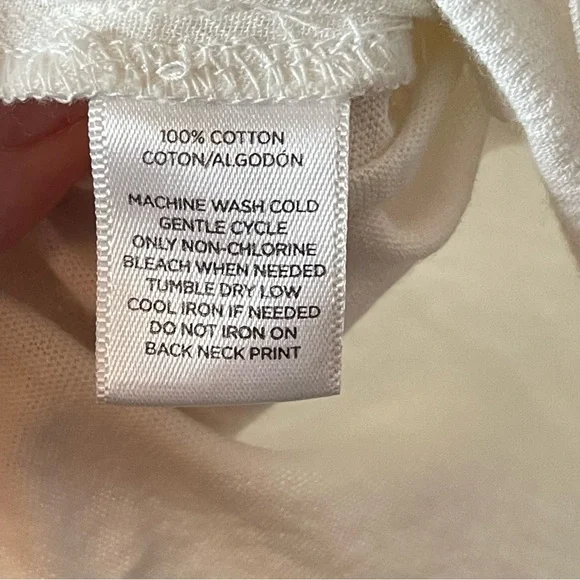 100% COTTON
COTON/ALGODÓN
MACHINE WASH COLD
GENTLE CYCLE
ONLY NON-CHLORINE
BLEACH WHEN NEEDED
TUMBLE DRY LOW
COOL IRON IF NEEDED
DO NOT IRON ON
BACK NECK PRINT